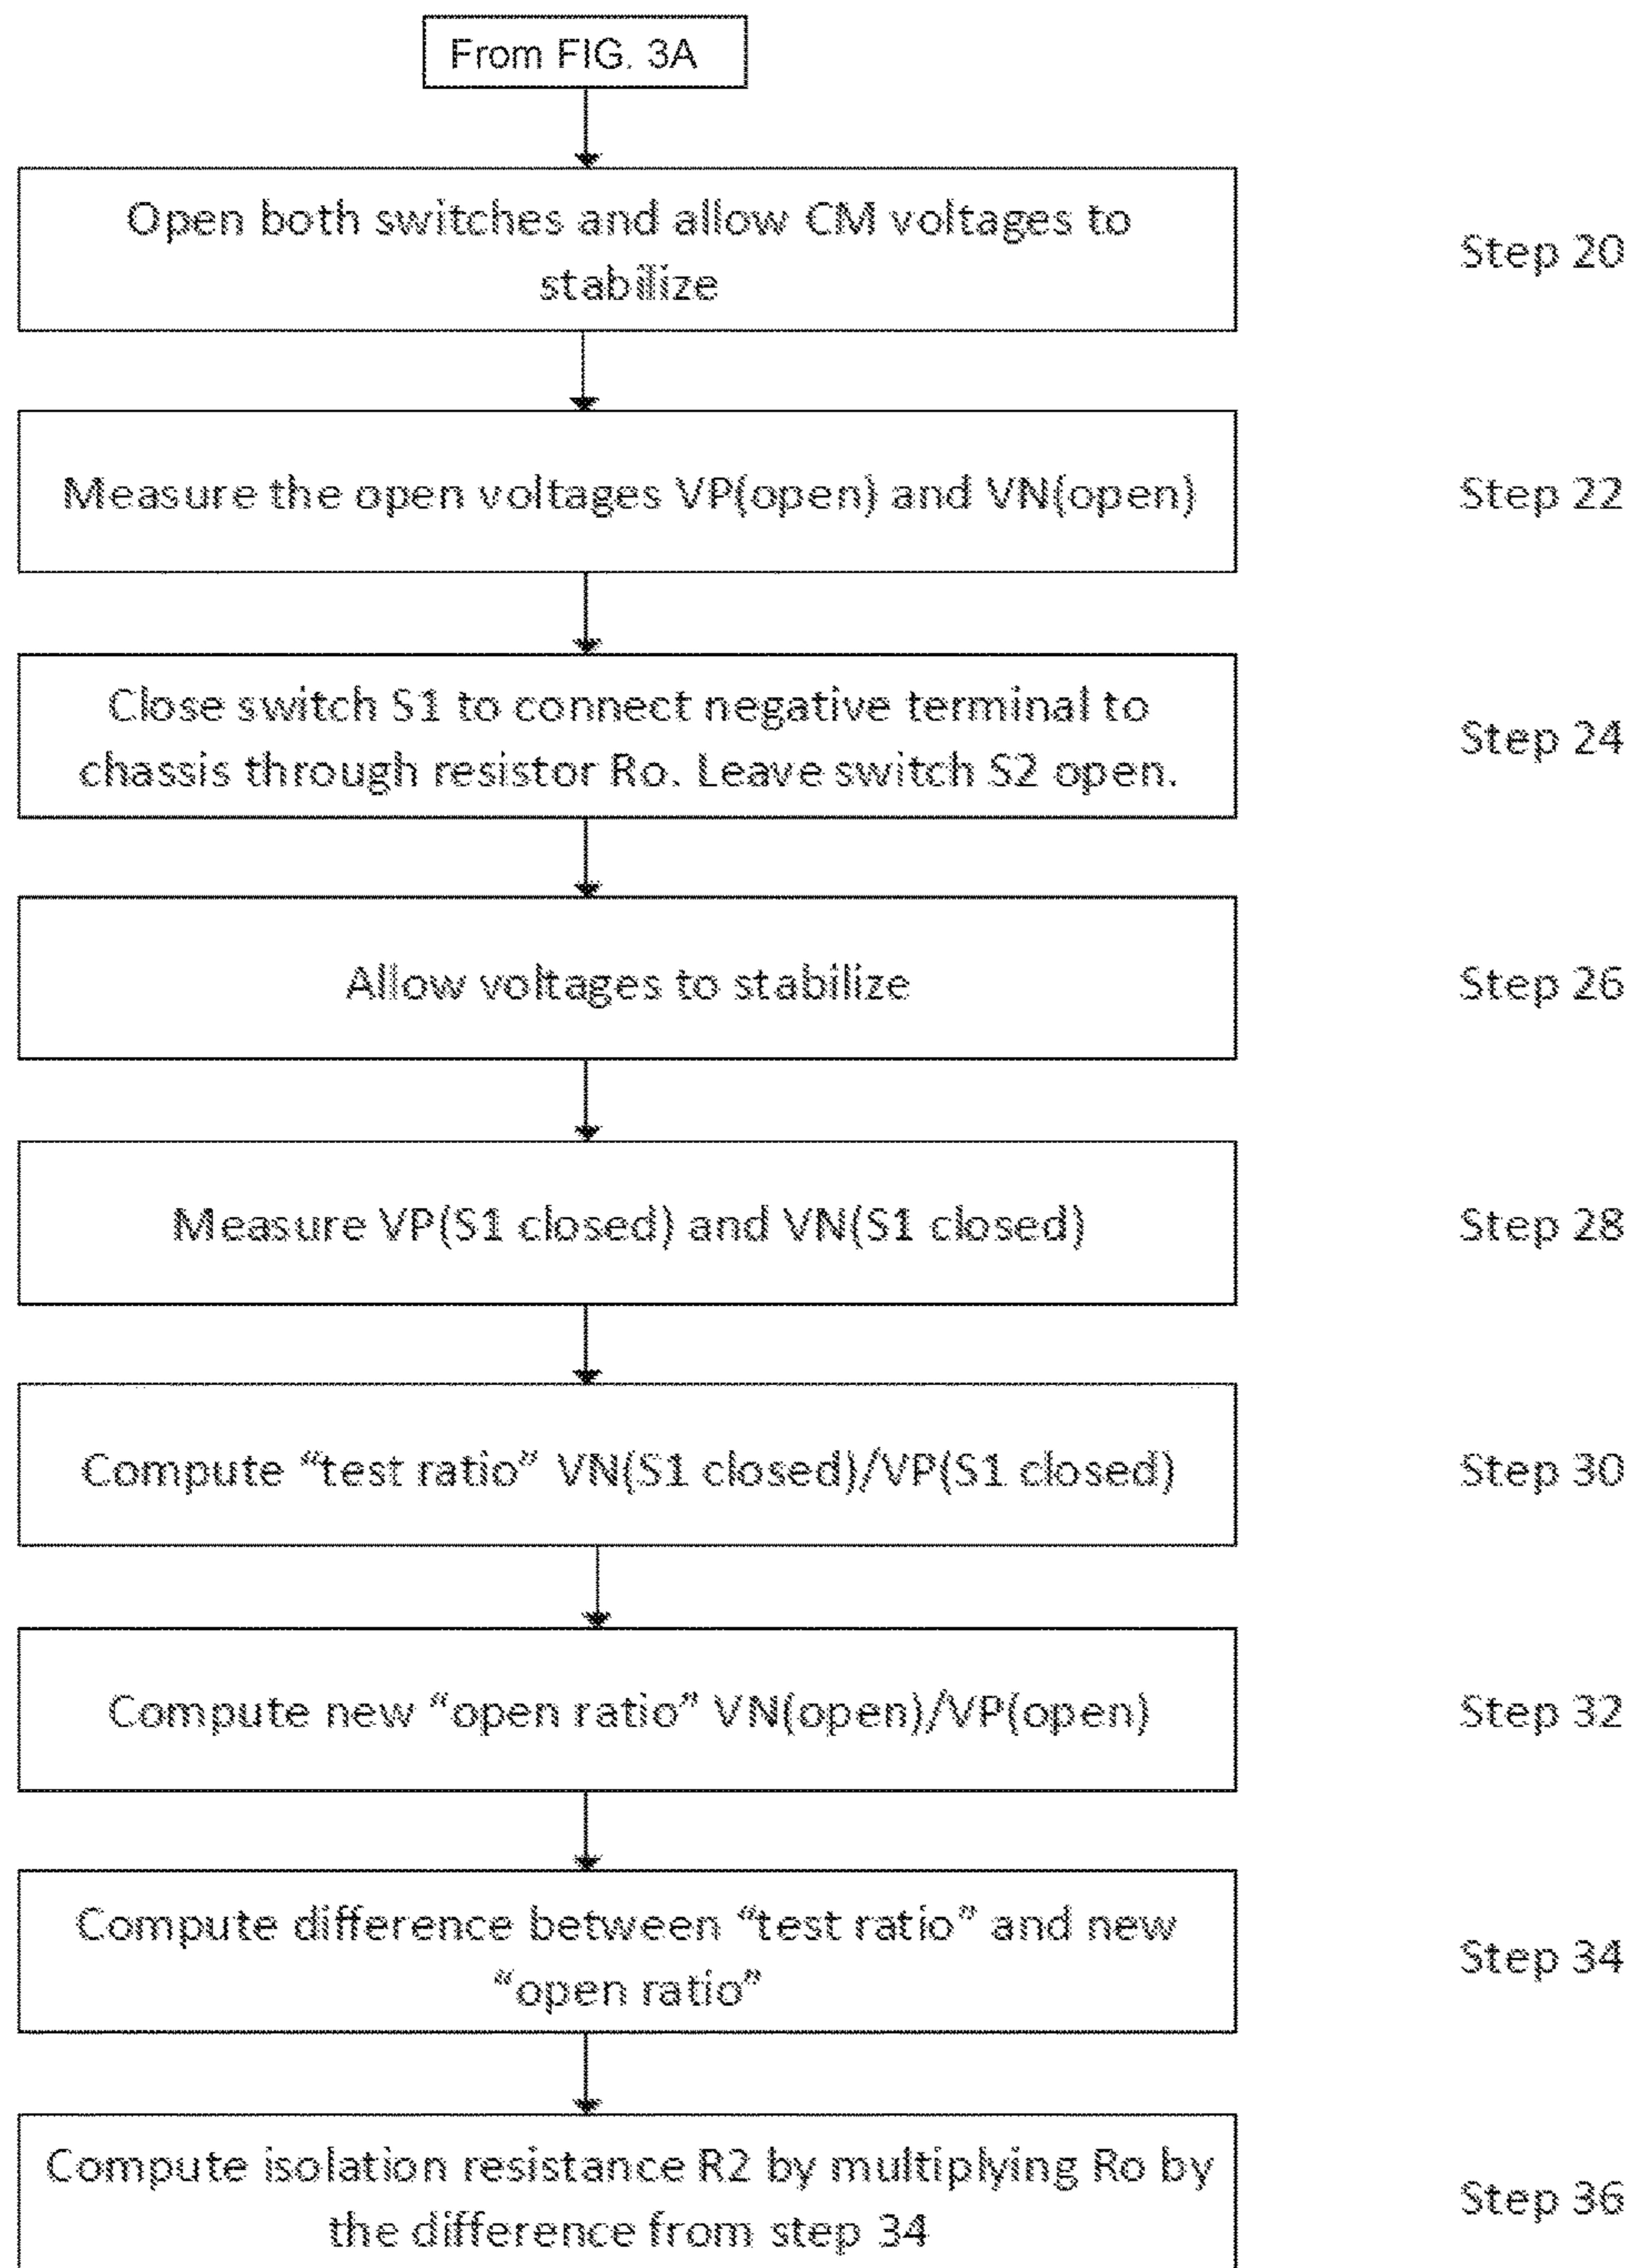 From FIG. 3A
Open both switches and allow CM voltages to
stabilize
Step 20
Measure the open voltages VP(open) and VN(open)
Step 22
Close switch S1 to connect negative terminal to
chassis through resistor Ro. Leave switch S2 open.
Step 24
Allow voltages to stabilize
Step 26
Measure VP(S1 closed) and VN(S1 closed)
Step 28
Compute “test ratio” VN(S1 closed)/VP(S1 closed)
Step 30
Compute new “open ratio” VN(open)/VP(open)
Step 32
Compute difference between “test ratio” and new
“open ratio”
Step 34
Compute isolation resistance R2 by multiplying Ro by
the difference from step 34
Step 36